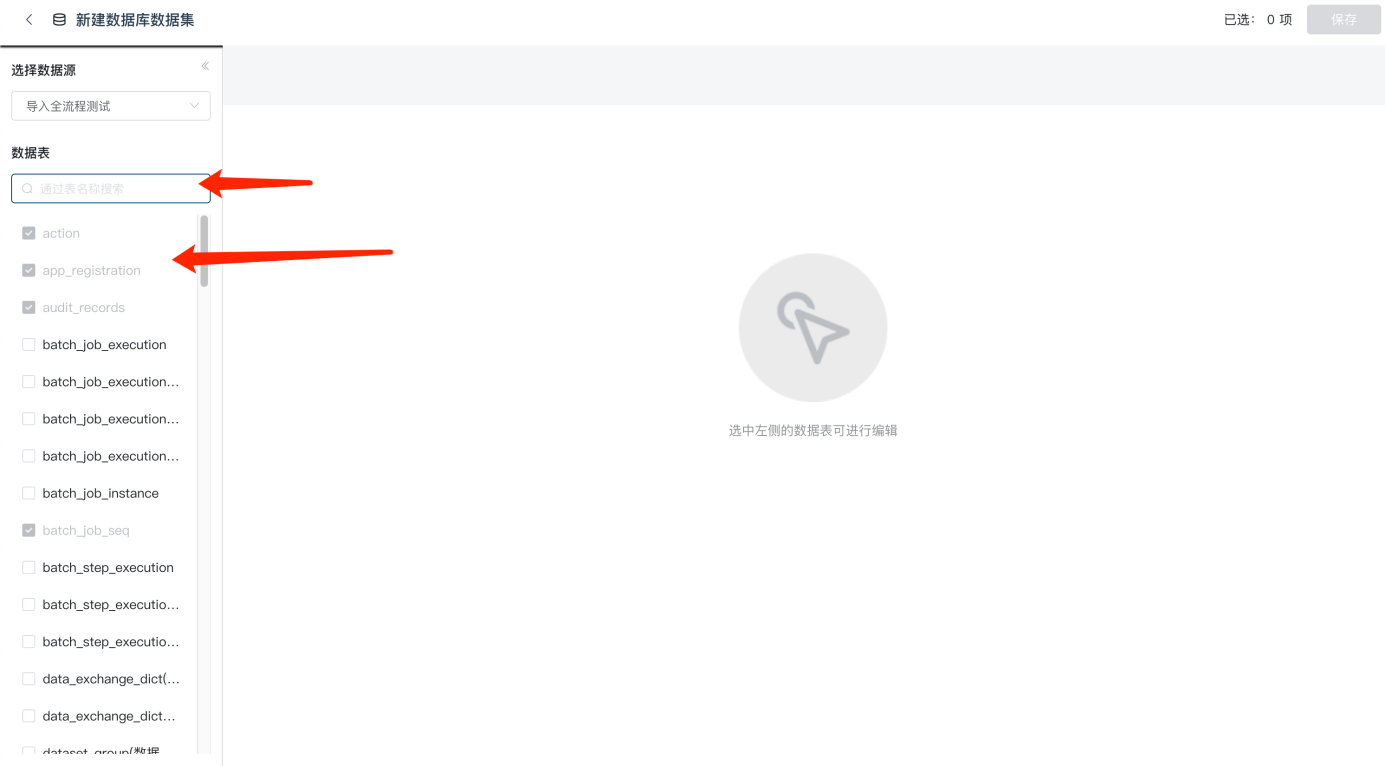 新建数据库数据集
已选： 0 项
保存
选择数据源
导入全流程测试
数据表
通过表名称搜索
action
app_registration
audit_records
batch_job_execution
batch_job_execution...
batch_job_execution...
batch_job_execution...
batch_job_instance
batch_job_seq
batch_step_execution
batch_step_executio...
batch_step_executio...
data_exchange_dict(...
data_exchange_dict...
dataset_group(数据
选中左侧的数据表可进行编辑